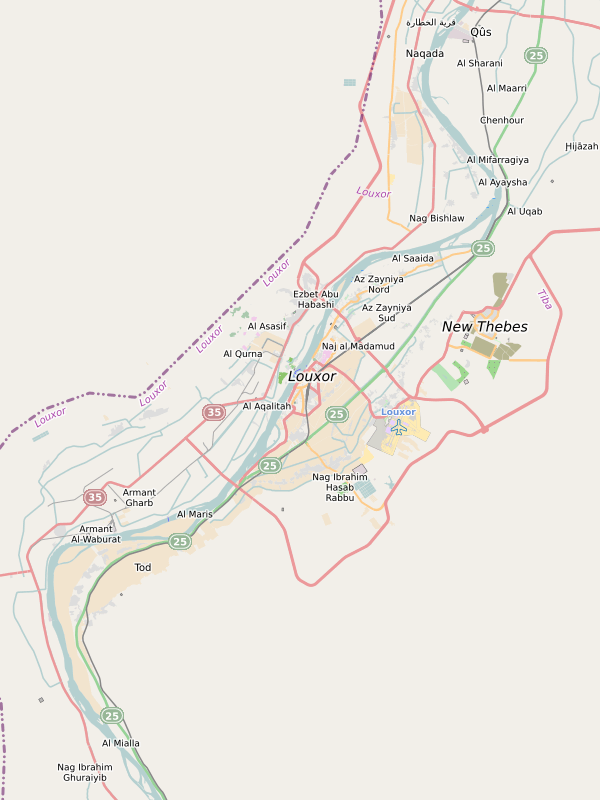 قرية الحطارة
Qûs
Naqada
25
Al Sharani
Al Maarri
Chenhour
Ḥijāzah
Al Mifarragiya
Al Ayaysha
Louxor
Al Uqab
Nag Bishlaw
25
Al Saaida
Louxor
Az Zayniya
Nord
Ezbet Abu
Habashi
Tiba
Az Zayniya
Sud
Al Asasif
New Thebes
Louxor
Naj al Madamud
Al Qurna
Louxor
Louxor
Al Aqalitah
35
25
Louxor
Louxor
25
Nag Ibrahim
Hasab
Rabbu
35
Armant
Gharb
Al Maris
Armant
Al-Waburat
25
Tod
25
Al Mialla
Nag Ibrahim
Ghuraiyib